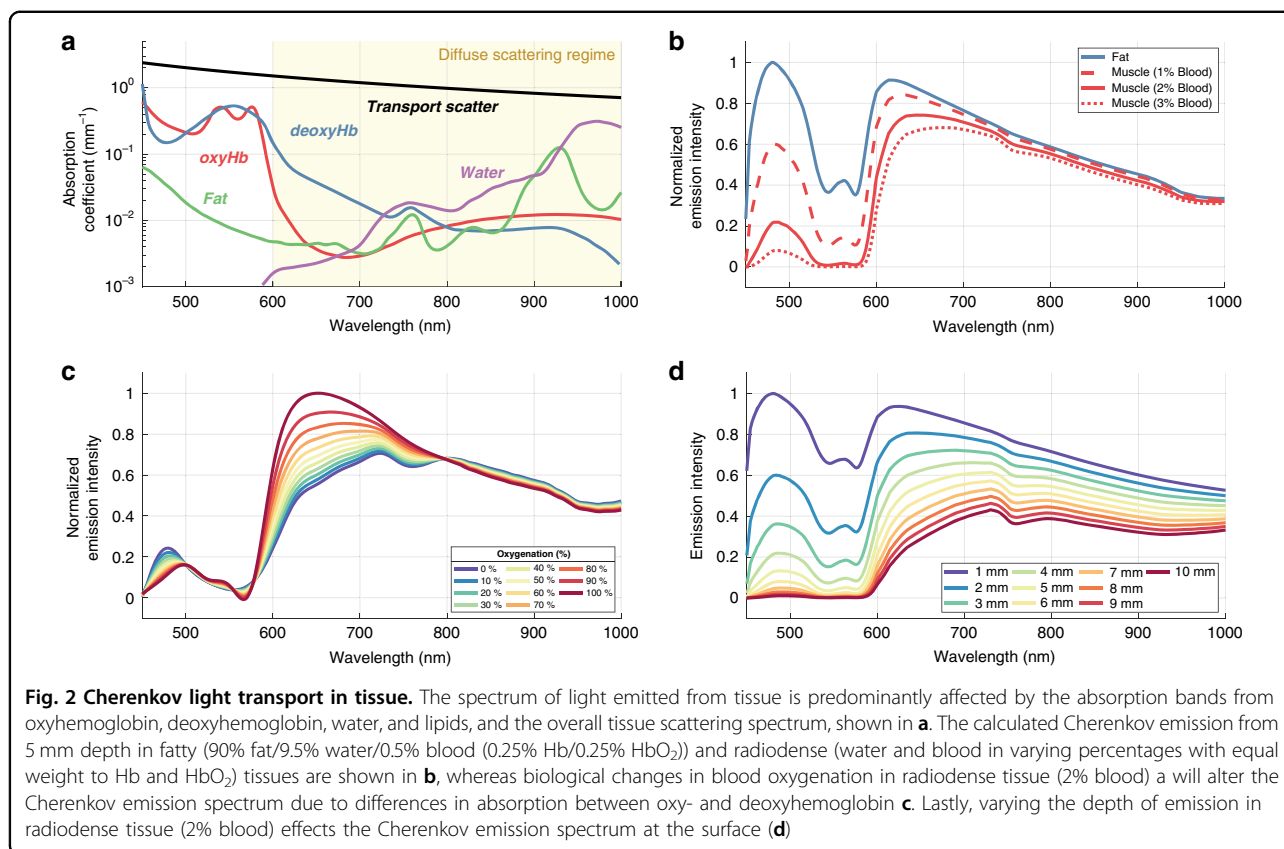 a
Diffuse scattering regime
Transport scatter
deoxyHb
oxyHb
Water
Fat
Absorption
coefficient (mm⁻¹)
10⁰
10⁻¹
10⁻²
10⁻³
500 600 700 800 900 1000
Wavelength (nm)
b
Fat
Muscle (1% Blood)
Muscle (2% Blood)
Muscle (3% Blood)
Normalized
emission intensity
1
0.8
0.6
0.4
0.2
0
500 600 700 800 900 1000
Wavelength (nm)
c
Normalized
emission intensity
1
0.8
0.6
0.4
0.2
0
Oxygenation (%)
0 % 40 % 80 %
10 % 50 % 90 %
20 % 60 % 100 %
30 % 70 %
500 600 700 800 900 1000
Wavelength (nm)
d
Emission intensity
1
0.8
0.6
0.4
0.2
0
1 mm 4 mm 7 mm 10 mm
2 mm 5 mm 8 mm
3 mm 6 mm 9 mm
500 600 700 800 900 1000
Wavelength (nm)
Fig. 2 Cherenkov light transport in tissue. The spectrum of light emitted from tissue is predominantly affected by the absorption bands from
oxyhemoglobin, deoxyhemoglobin, water, and lipids, and the overall tissue scattering spectrum, shown in a. The calculated Cherenkov emission from
5 mm depth in fatty (90% fat/9.5% water/0.5% blood (0.25% Hb/0.25% HbO₂)) and radiodense (water and blood in varying percentages with equal
weight to Hb and HbO₂) tissues are shown in b, whereas biological changes in blood oxygenation in radiodense tissue (2% blood) a will alter the
Cherenkov emission spectrum due to differences in absorption between oxy- and deoxyhemoglobin c. Lastly, varying the depth of emission in
radiodense tissue (2% blood) effects the Cherenkov emission spectrum at the surface (d)